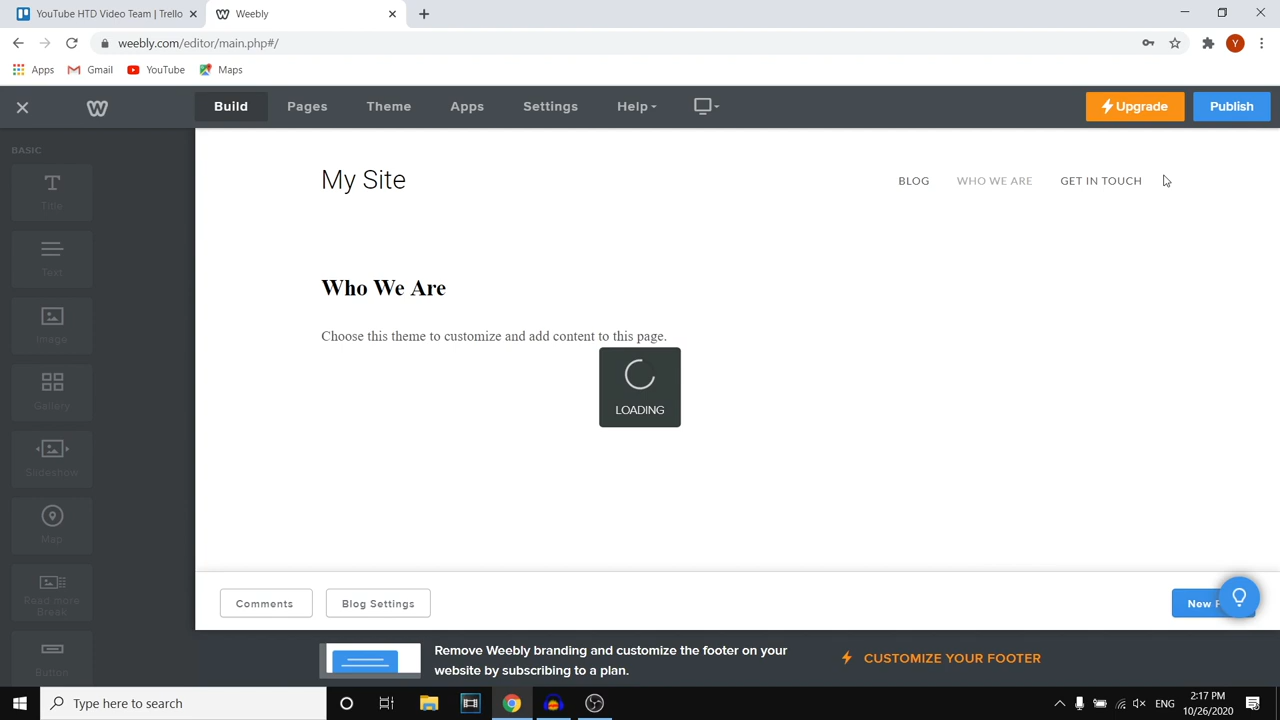 YouTube HTD Video Team | Trello
Weebly
weebly.com/editor/main.php#/
Y
Apps
Gmail
YouTube
Maps
Build
Pages
Theme
Apps
Settings
Help
Upgrade
Publish
BASIC
Title
Text
Image
Gallery
Slideshow
Map
Read more
Break
Button
My Site
BLOG
WHO WE ARE
GET IN TOUCH
Who We Are
Choose this theme to customize and add content to this page.
LOADING
Comments
Blog Settings
New
Remove Weebly branding and customize the footer on your
website by subscribing to a plan.
CUSTOMIZE YOUR FOOTER
Type here to search
ENG
2:17 PM
10/26/2020